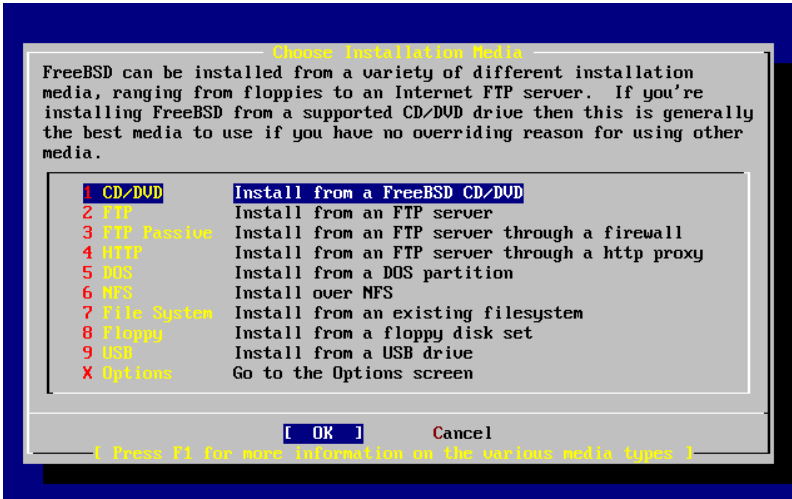 Choose Installation Media
FreeBSD can be installed from a variety of different installation
media, ranging from floppies to an Internet FTP server.  If you're
installing FreeBSD from a supported CD/DVD drive then this is generally
the best media to use if you have no overriding reason for using other
media.
1 CD/DVD Install from a FreeBSD CD/DVD
2 FTP Install from an FTP server
3 FTP Passive Install from an FTP server through a firewall
4 HTTP Install from an FTP server through a http proxy
5 DOS Install from a DOS partition
6 NFS Install over NFS
7 File System Install from an existing filesystem
8 Floppy Install from a floppy disk set
9 USB Install from a USB drive
X Options Go to the Options screen
[ OK ] Cancel
[ Press F1 for more information on the various media types ]